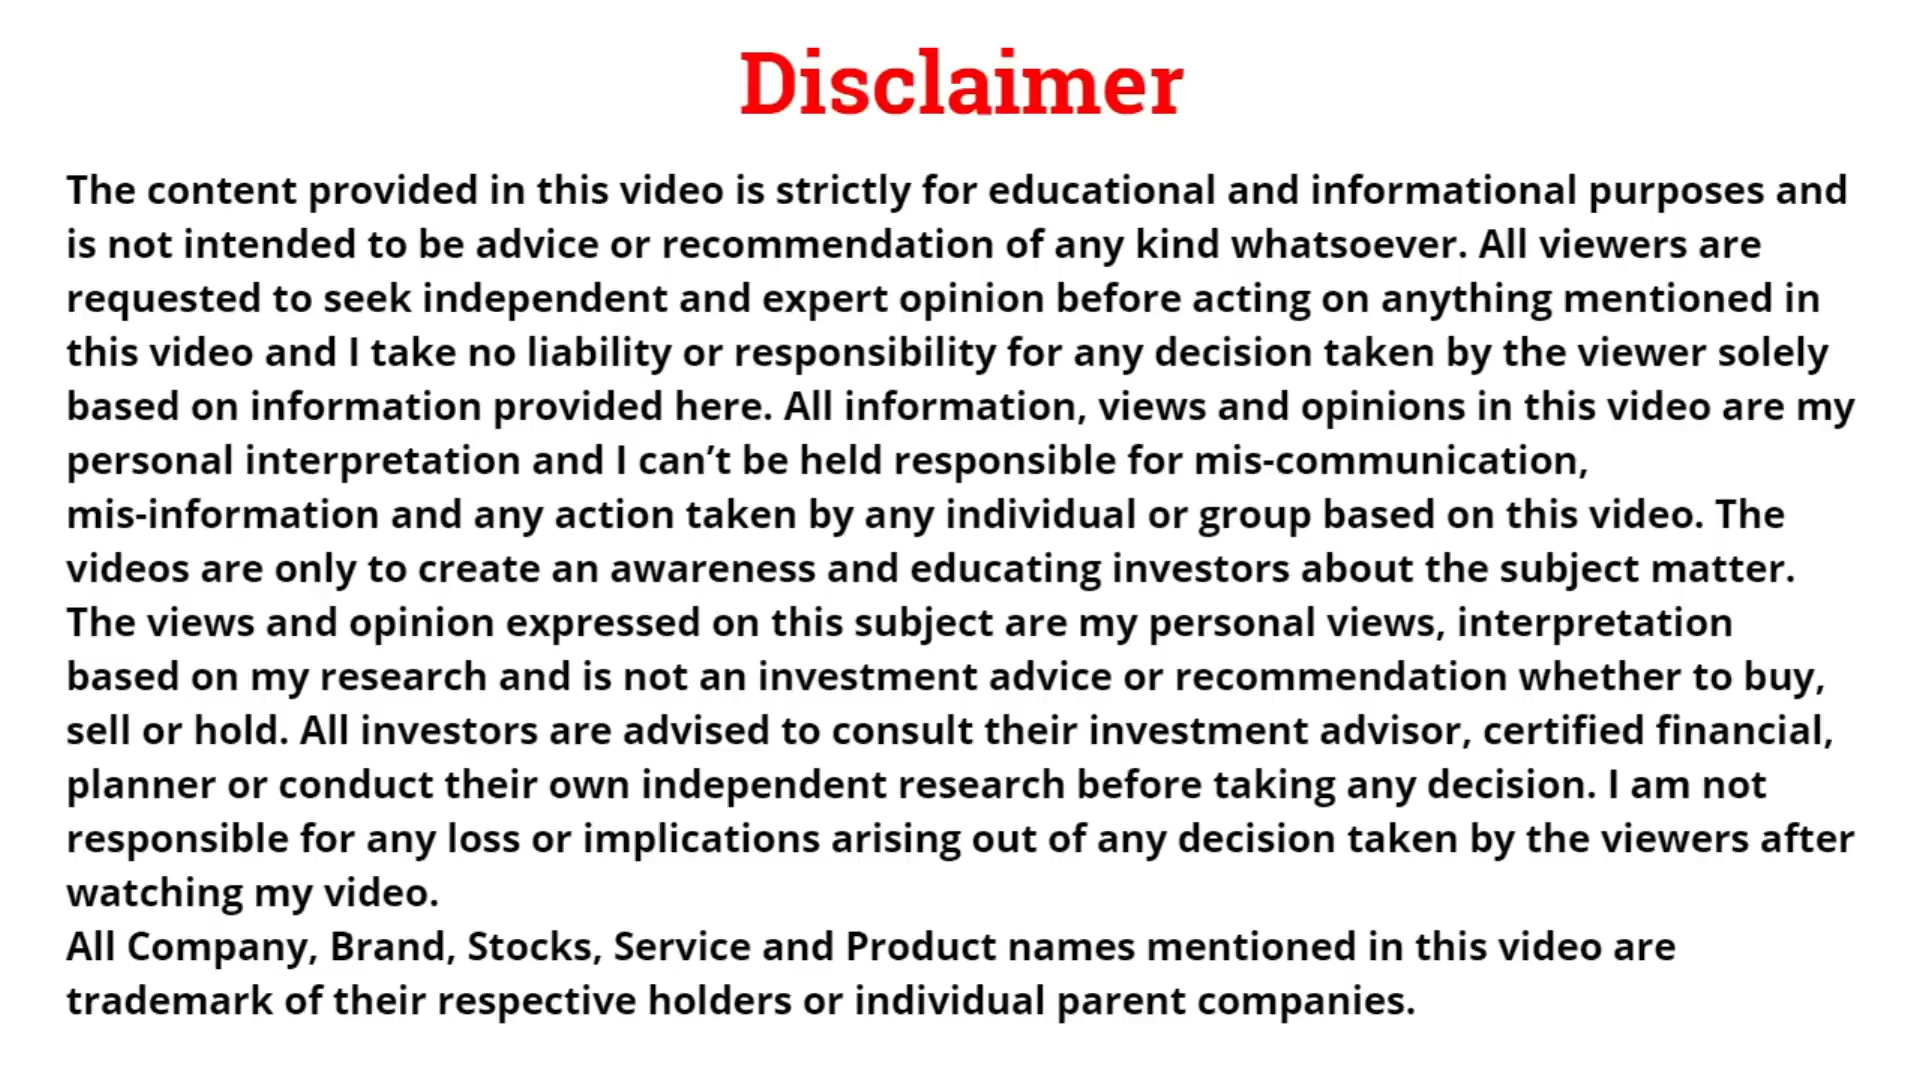 Disclaimer
The content provided in this video is strictly for educational and informational purposes and
is not intended to be advice or recommendation of any kind whatsoever. All viewers are
requested to seek independent and expert opinion before acting on anything mentioned in
this video and I take no liability or responsibility for any decision taken by the viewer solely
based on information provided here. All information, views and opinions in this video are my
personal interpretation and I can’t be held responsible for mis-communication,
mis-information and any action taken by any individual or group based on this video. The
videos are only to create an awareness and educating investors about the subject matter.
The views and opinion expressed on this subject are my personal views, interpretation
based on my research and is not an investment advice or recommendation whether to buy,
sell or hold. All investors are advised to consult their investment advisor, certified financial,
planner or conduct their own independent research before taking any decision. I am not
responsible for any loss or implications arising out of any decision taken by the viewers after
watching my video.
All Company, Brand, Stocks, Service and Product names mentioned in this video are
trademark of their respective holders or individual parent companies.